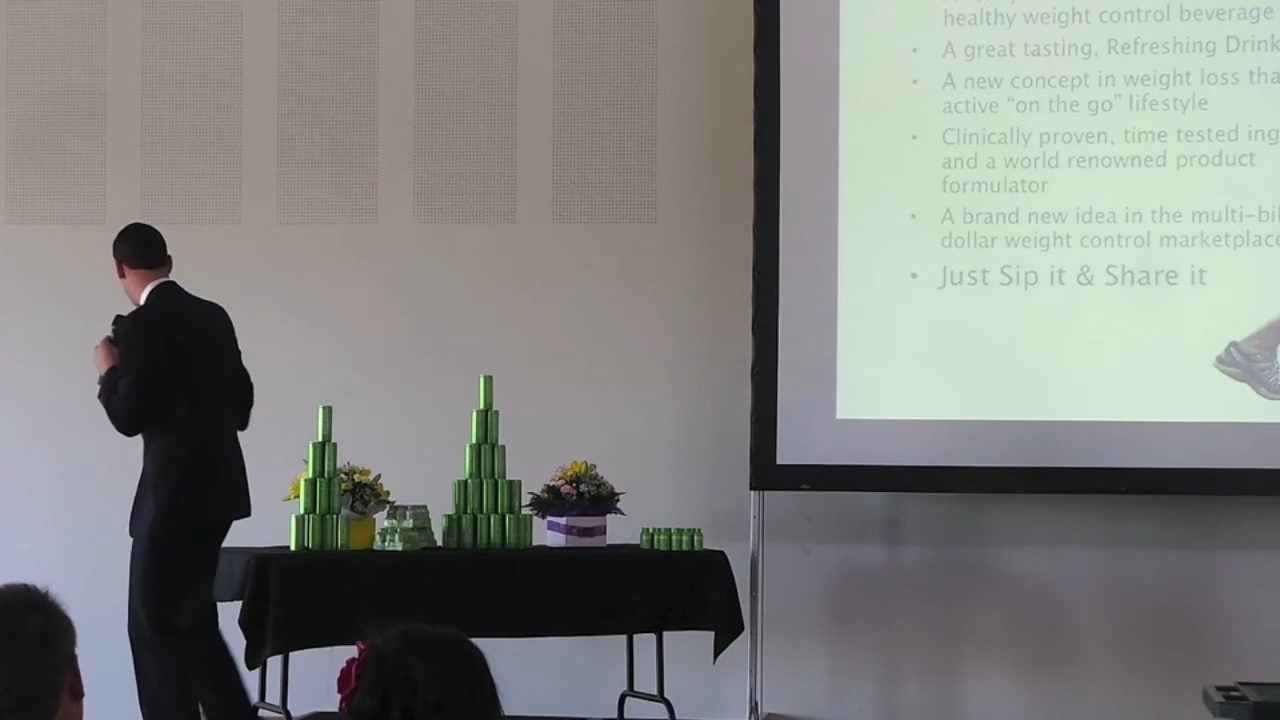 healthy weight control beverage
• A great tasting, Refreshing Drink
• A new concept in weight loss tha
active “on the go” lifestyle
• Clinically proven, time tested ing
and a world renowned product
formulator
• A brand new idea in the multi-bil
dollar weight control marketplace
• Just Sip it & Share it